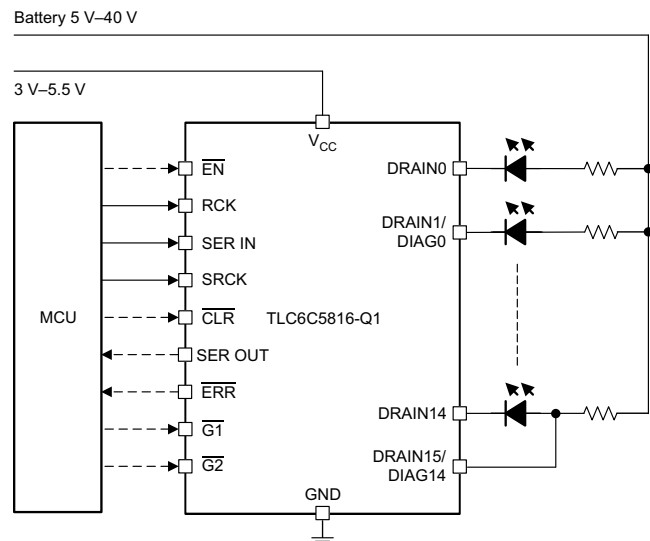 Battery 5 V–40 V
3 V–5.5 V
V_CC
EN
DRAIN0
RCK
DRAIN1/
DIAG0
SER IN
SRCK
MCU
CLR
TLC6C5816-Q1
SER OUT
ERR
DRAIN14
G1
DRAIN15/
DIAG14
G2
GND